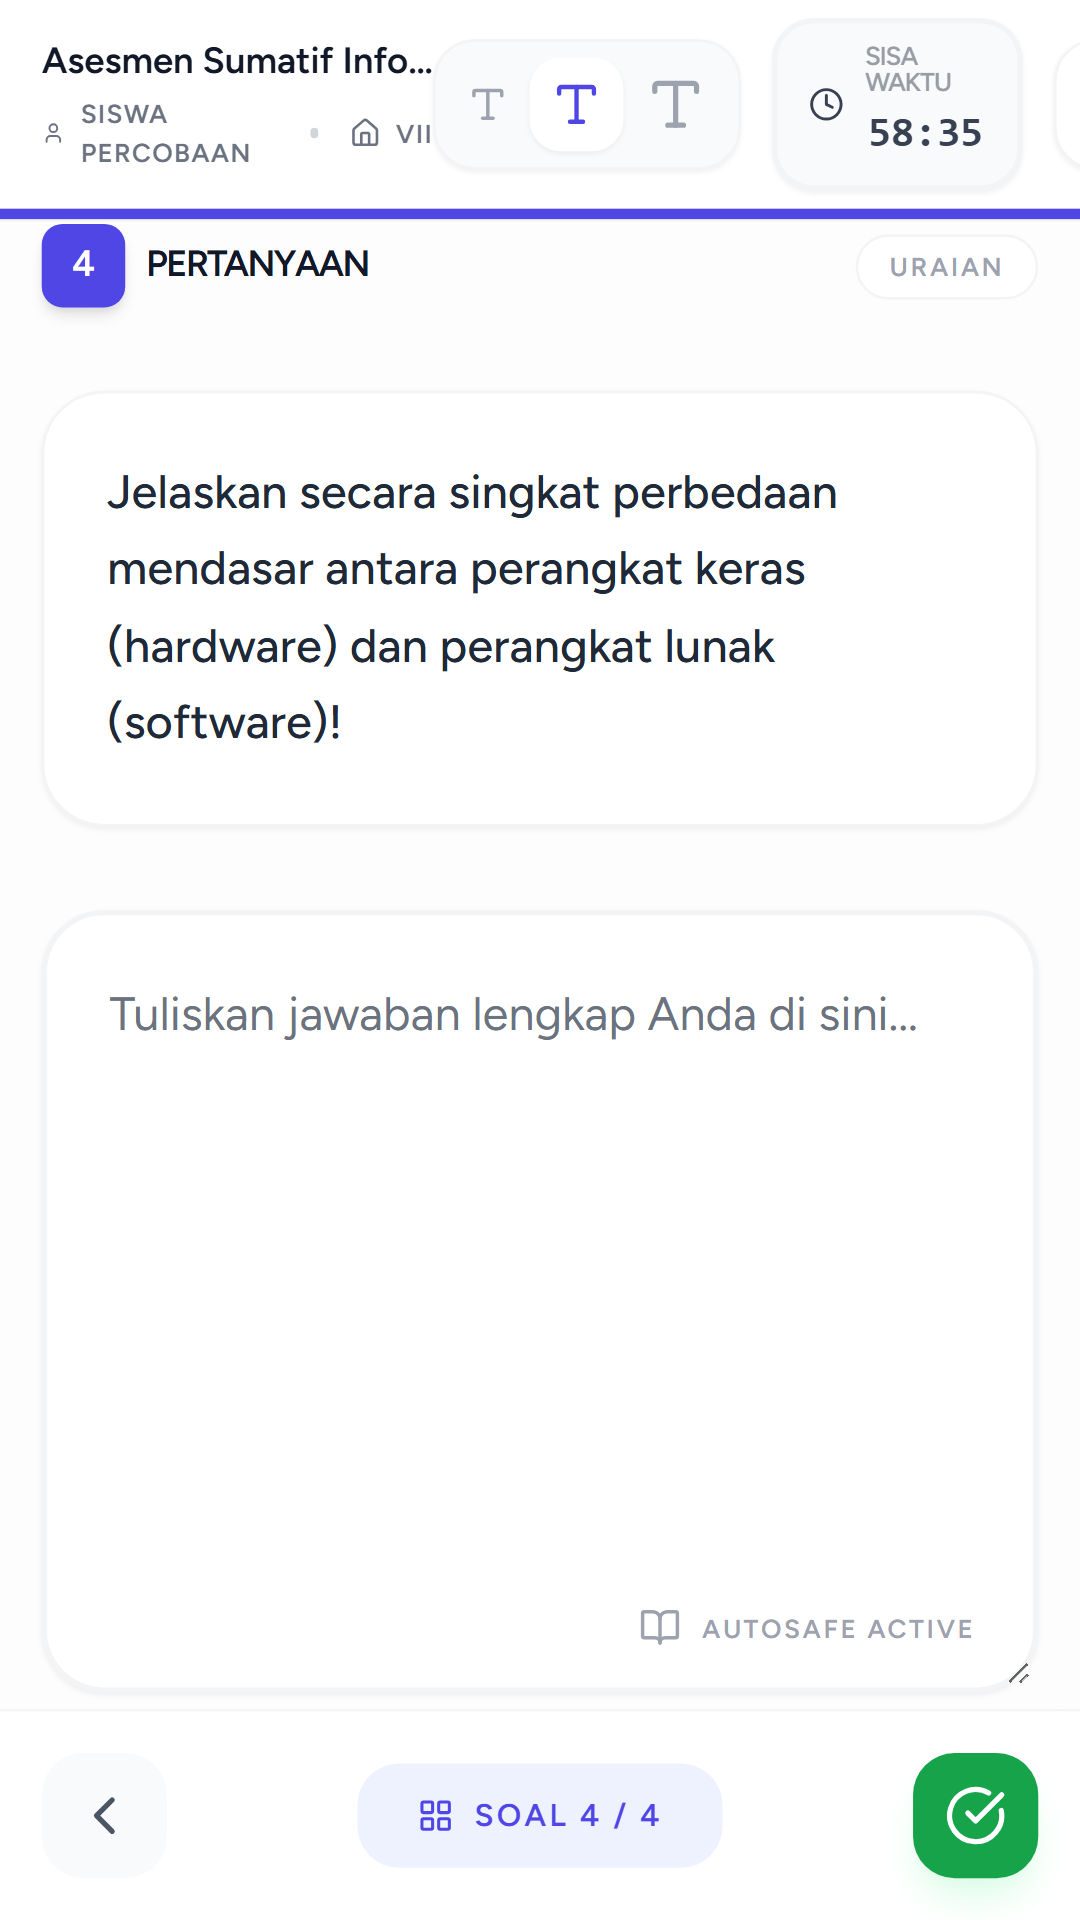 Asesmen Sumatif Info...
SISWA
PERCOBAAN
VII
T T T
SISA
WAKTU
58:35
4
PERTANYAAN
URAIAN
Jelaskan secara singkat perbedaan
mendasar antara perangkat keras
(hardware) dan perangkat lunak
(software)!
Tuliskan jawaban lengkap Anda di sini...
AUTOSAFE ACTIVE
SOAL 4 / 4